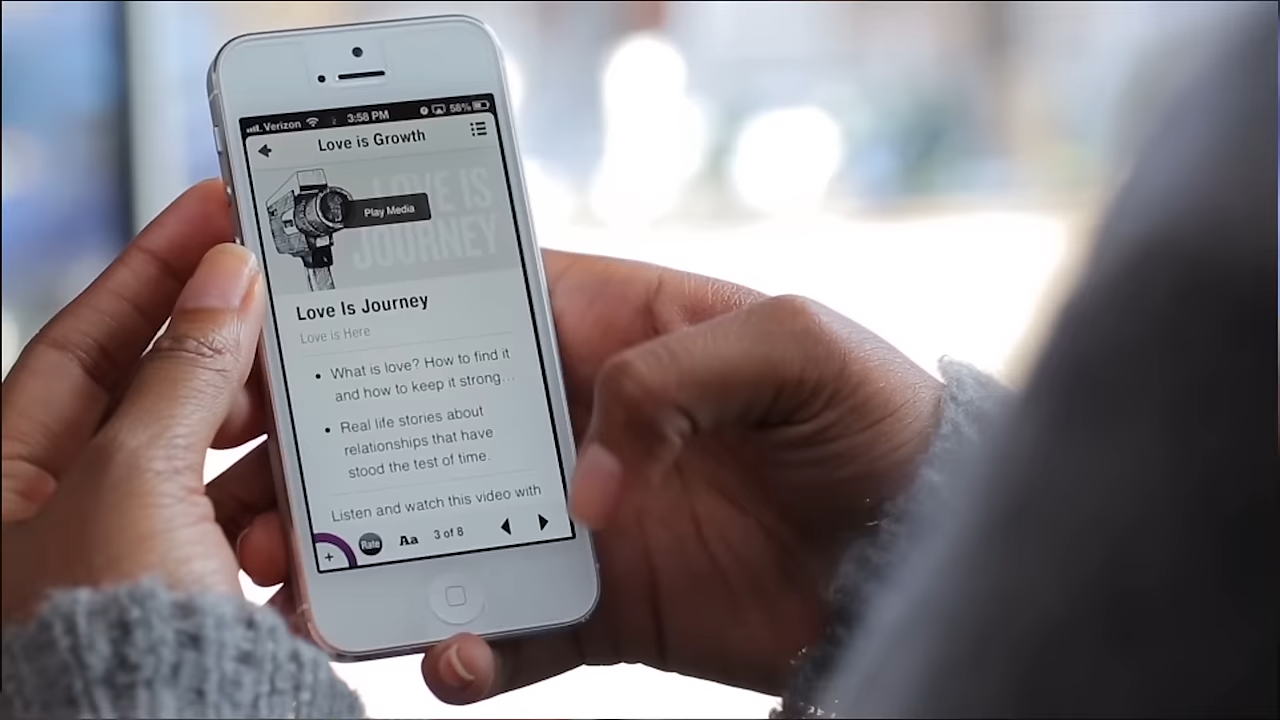 Verizon 3:58 PM 58%
Love is Growth
LOVE IS
JOURNEY
Play Media
Love Is Journey
Love is Here
• What is love? How to find it
and how to keep it strong...
• Real life stories about
relationships that have
stood the test of time.
Listen and watch this video with
+ Rate Aa 3 of 8